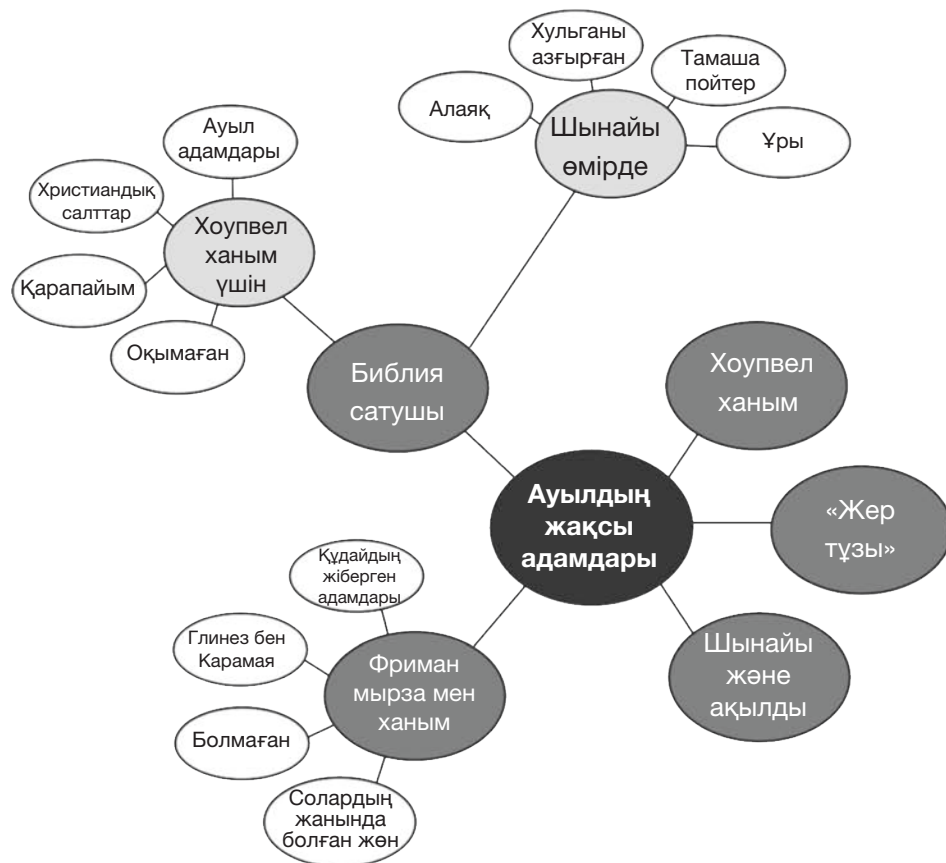 Хульганы
азғырған
Тамаша
пойтер
Алаяқ
Шынайы
өмірде
Ұры
Ауыл
адамдары
Христиандық
салттар
Хоупвел
ханым
үшін
Қарапайым
Оқымаған
Библия
сатушы
Хоупвел
ханым
Ауылдың
жақсы
адамдары
«Жер
тұзы»
Құдайдың
жіберген
адамдары
Глинез бен
Карамая
Фриман
мырза мен
ханым
Шынайы
және
ақылды
Болмаған
Солардың
жанында
болған жөн